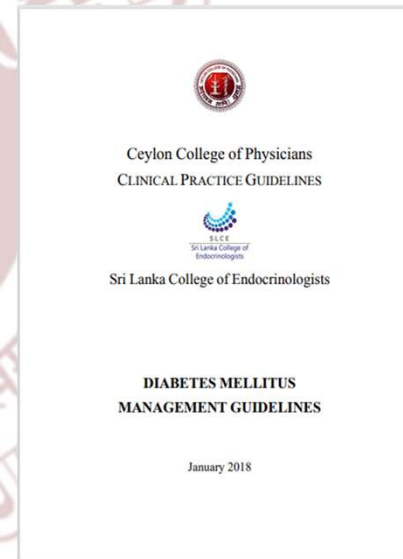 Ceylon College of Physicians
CLINICAL PRACTICE GUIDELINES
SLCE
Sri Lanka College of
Endocrinologists
Sri Lanka College of Endocrinologists
DIABETES MELLITUS
MANAGEMENT GUIDELINES
January 2018